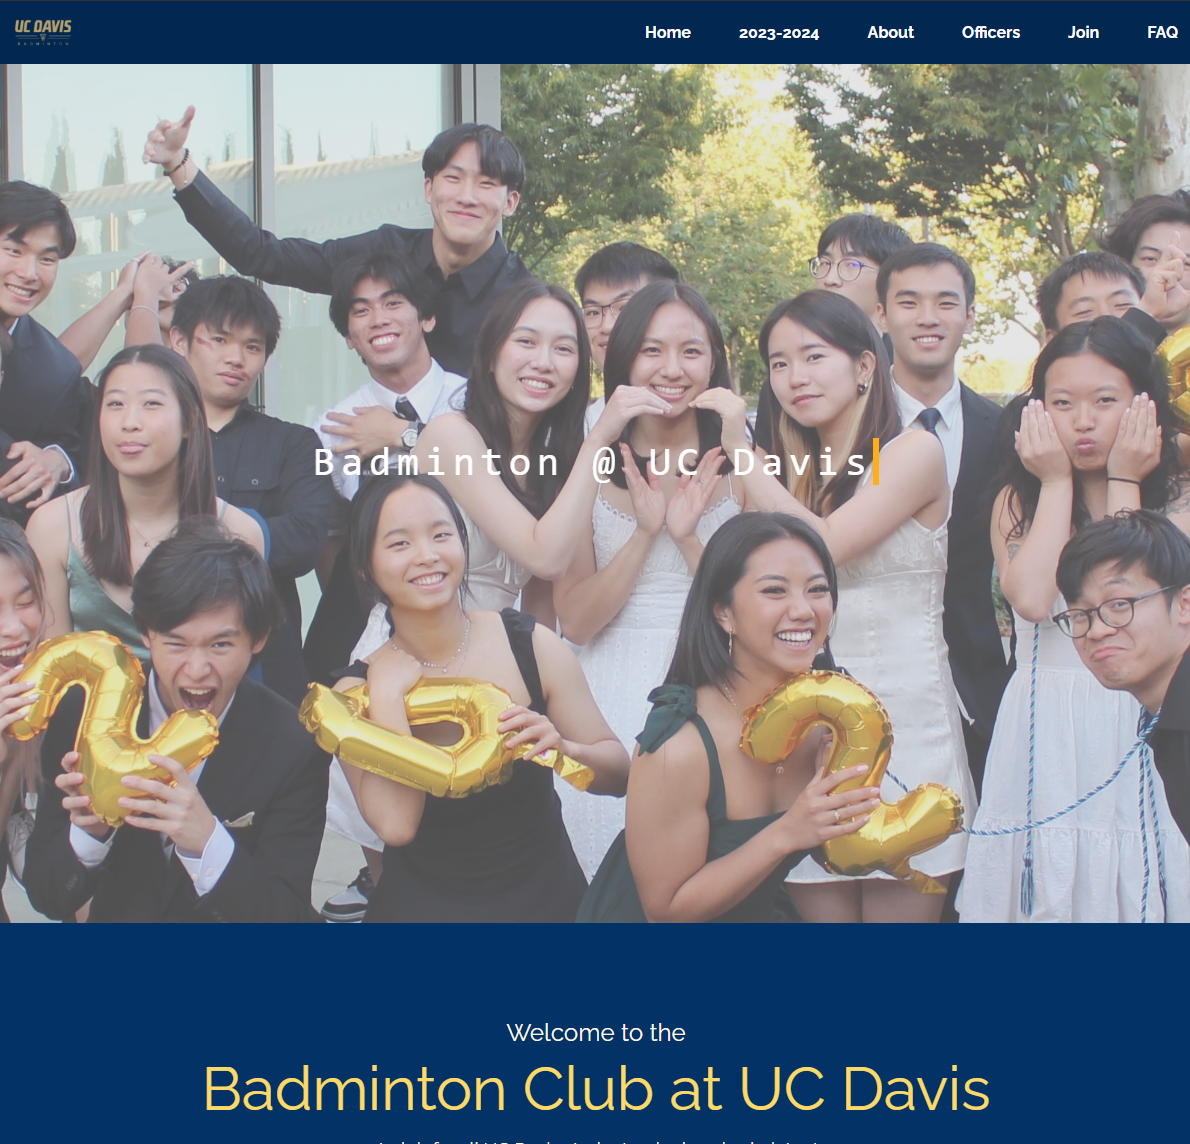 UC DAVIS
BADMINTON
Home 2023-2024 About Officers Join FAQ
Badminton @ UC Davis
Welcome to the
Badminton Club at UC Davis